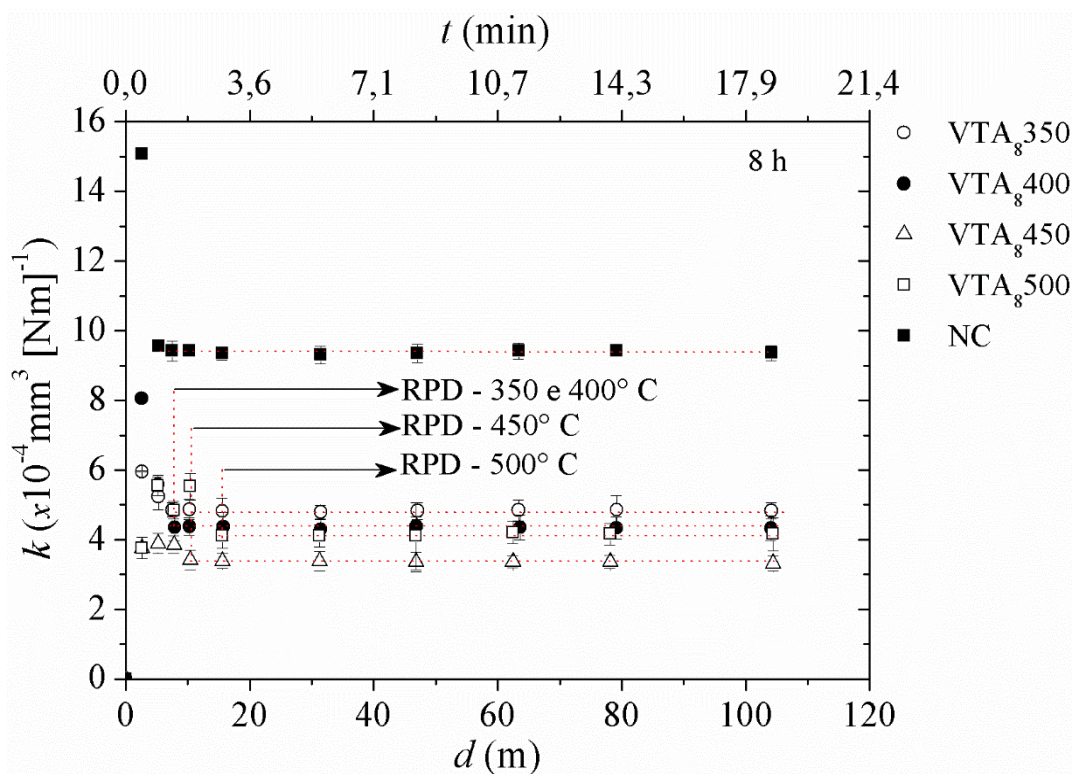 t (min)
0,0 3,6 7,1 10,7 14,3 17,9 21,4
16
14
12
10
8
6
4
2
0
k (x10⁻⁴mm³ [Nm]⁻¹
8 h
RPD - 350 e 400° C
RPD - 450° C
RPD - 500° C
0 20 40 60 80 100 120
d (m)
VTA₈350
VTA₈400
VTA₈450
VTA₈500
NC